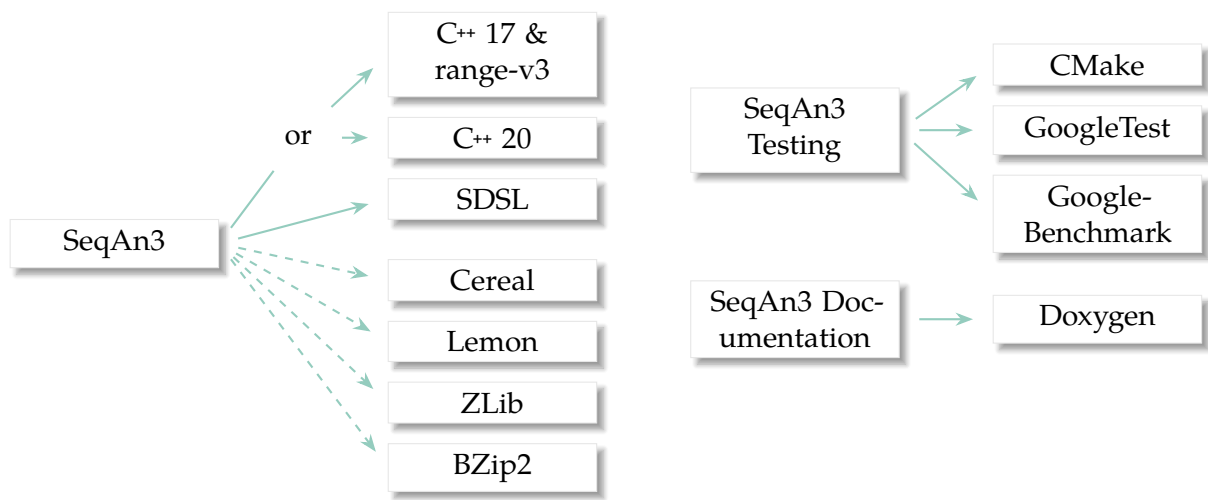 C++ 17 &
range-v3
or
C++ 20
SDSL
SeqAn3
Cereal
Lemon
ZLib
BZip2
SeqAn3
Testing
CMake
GoogleTest
Google-
Benchmark
SeqAn3 Doc-
umentation
Doxygen